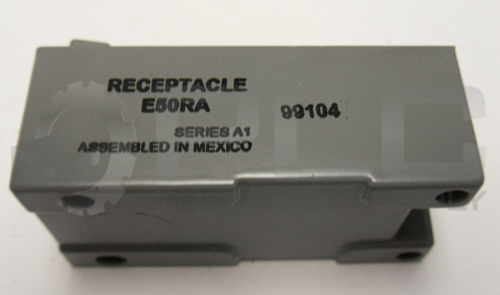 RECEPTACLE
E50RA
99104
SERIES A1
ASSEMBLED IN MEXICO